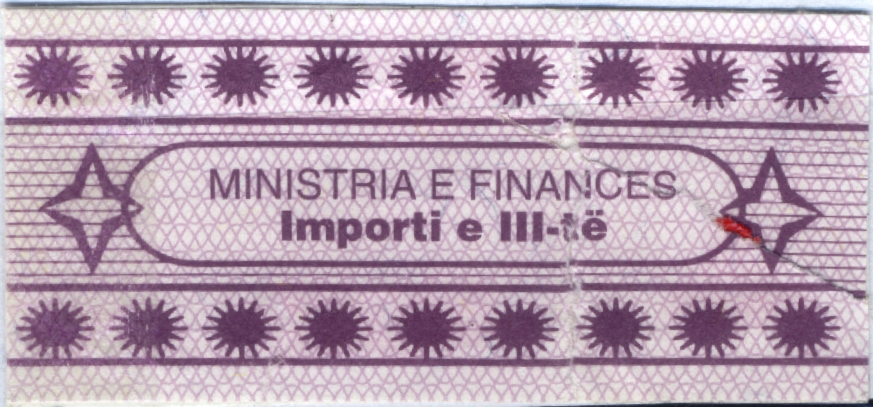 MINISTRIA E FINANCES
Importi e III-të